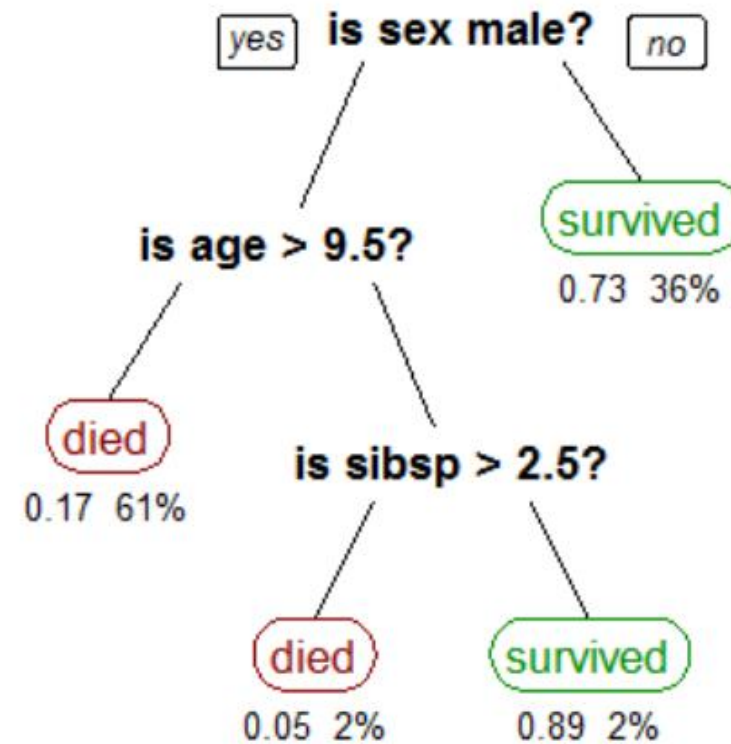 yes is sex male? no
is age > 9.5?
survived
0.73 36%
died
0.17 61%
is sibsp > 2.5?
died
0.05 2%
survived
0.89 2%